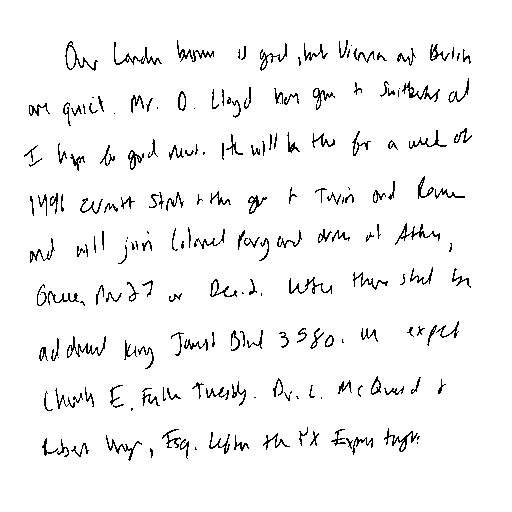 Our London business is good, but Vienna and Berlin
are quiet. Mr. D. Lloyd has gone to Switzerland and
I hope for good news. He will be there for a week at
1496 Zermott Street & then goes to Turin and Rome
and will join Colonel Parry and arrive at Athens,
Greece, Nov 27 or Dec. 2. Letters there should be
addressed King James Blvd 3580. We expect
Charles E. Fuller Tuesday. Dr. L. McQuaid &
Robert Unger, Esq. left on the "Y.X. Express" tonight.